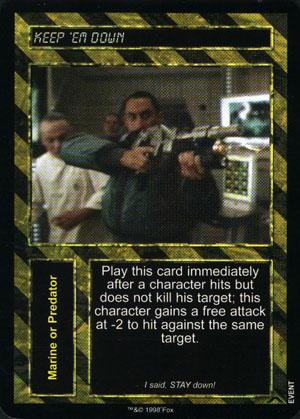 KEEP 'EM DOWN
Marine or Predator
Play this card immediately
after a character hits but
does not kill his target; this
character gains a free attack
at -2 to hit against the same
target.
I said, STAY down!
™&© 1998 Fox
EVENT